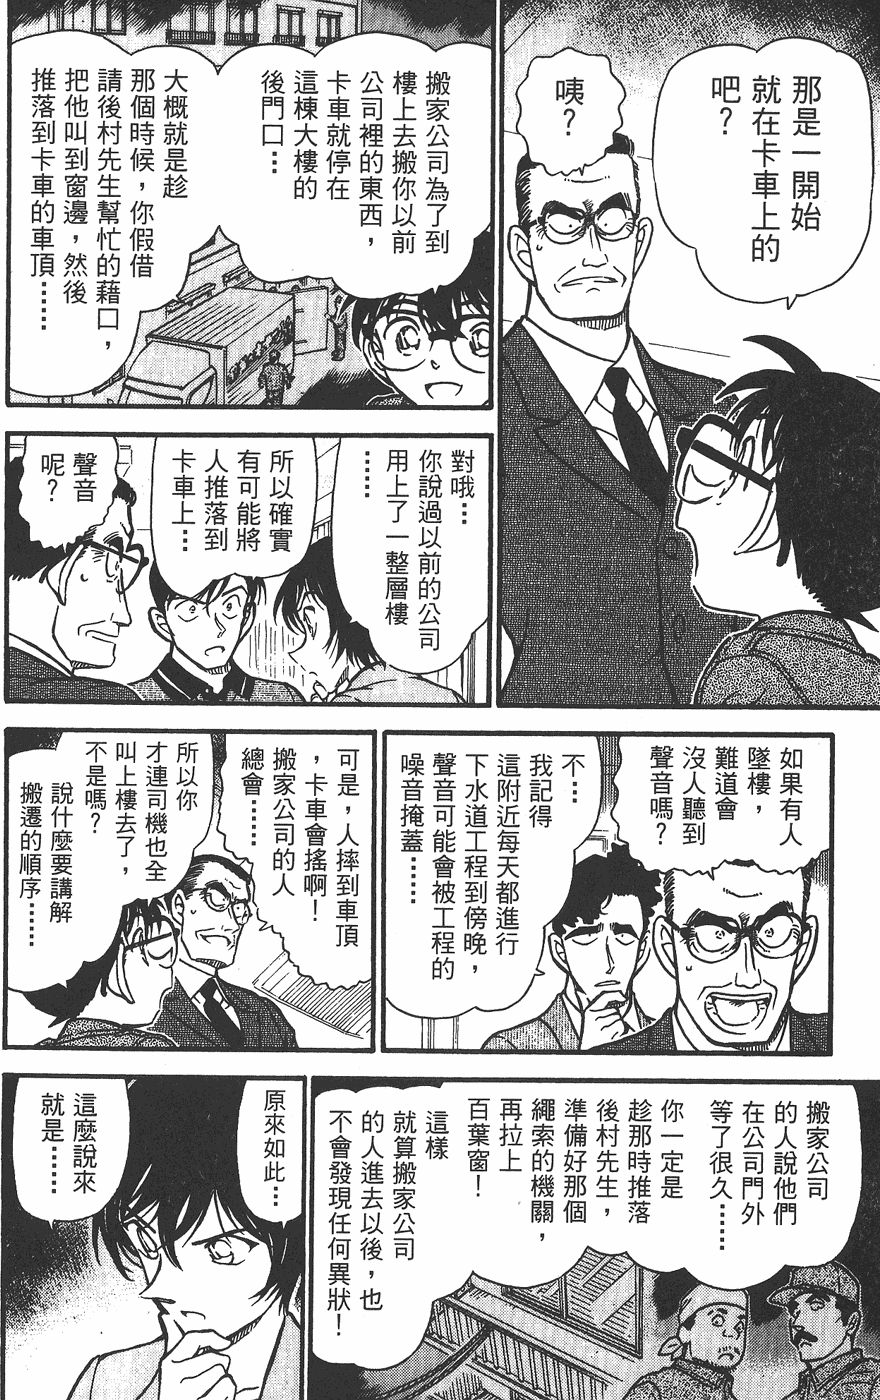 那是一開始
就在卡車上的
吧？
咦？
搬家公司為了到
樓上去搬你以前
公司裡的東西，
卡車就停在
這棟大樓的
後門口…
大概就是趁
那個時候，你假借
請後村先生幫忙的藉口，
把他叫到窗邊，然後
推落到卡車的車頂……
對哦…
你說過以前的公司
用上了一整層樓
……
所以確實
有可能將
人推落到
卡車上…
聲音
呢？
如果有人
墜樓，
難道會
沒人聽到
聲音嗎？
不…
我記得
這附近每天都進行
下水道工程到傍晚，
聲音可能會被工程的
噪音掩蓋……
可是，人摔到車頂
，卡車會搖啊！
搬家公司的人
總會……
所以你
才連司機也全
叫上樓去了，
不是嗎？
說什麼要講解
搬遷的順序……
搬家公司
的人說他們
在公司門外
等了很久……
你一定是
趁那時推落
後村先生，
準備好那個
繩索的機關，
再拉上
百葉窗！
這樣
就算搬家公司
的人進去以後，也
不會發現任何異狀！
原來如此…
這麼說來
就是……